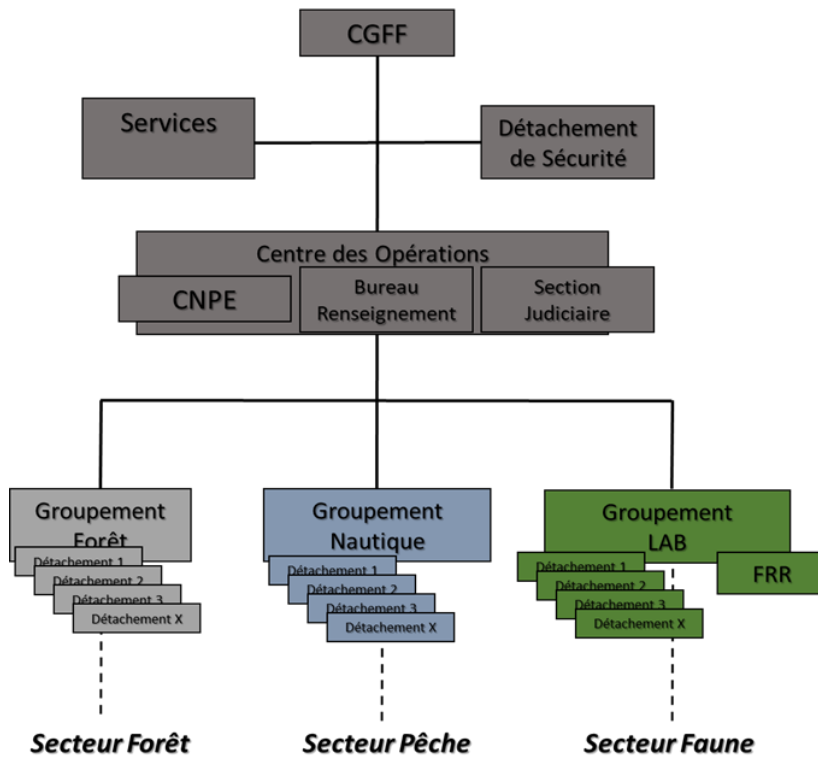 CGFF
Services
Détachement
de Sécurité
Centre des Opérations
CNPE
Bureau
Renseignement
Section
Judiciaire
Groupement
Forêt
Détachement 1
Détachement 2
Détachement 3
Détachement X
Groupement
Nautique
Détachement 1
Détachement 2
Détachement 3
Détachement X
Groupement
LAB
Détachement 1
Détachement 2
Détachement 3
Détachement X
FRR
Secteur Forêt
Secteur Pêche
Secteur Faune